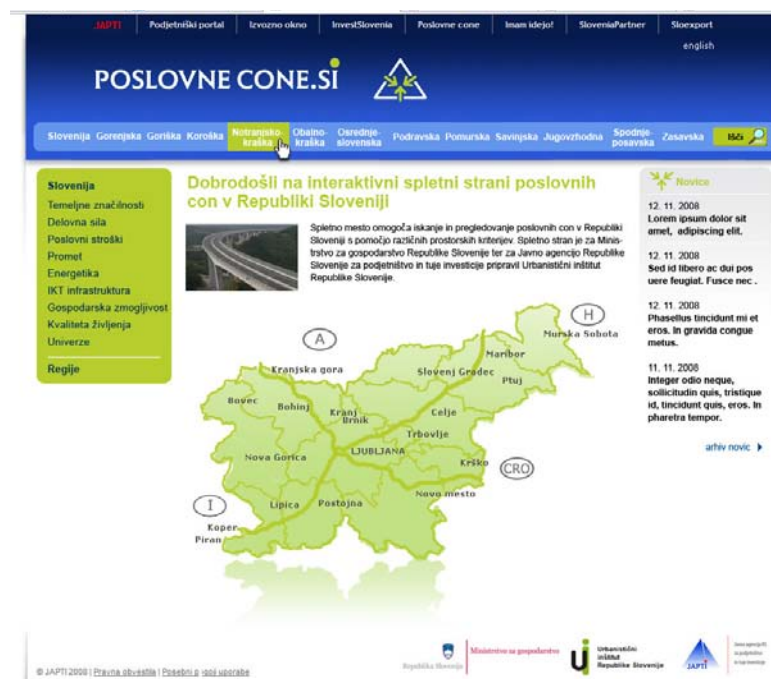 JAPTI Podjetniški portal Izvozno okno InvestSlovenia Poslovne cone Imam idejo! SloveniaPartner Sloexport
english
POSLOVNE CONE.SI
Slovenija Gorenjska Goriška Koroška Notranjsko-kraška Obalno-kraška Osrednje-slovenska Podravska Pomurska Savinjska Jugovzhodna Spodnje-posavska Zasavska Išči
Slovenija
Temeljne značilnosti
Delovna sila
Poslovni stroški
Promet
Energetika
IKT infrastruktura
Gospodarska zmogljivost
Kvaliteta življenja
Univerze
Regije
Dobrodošli na interaktivni spletni strani poslovnih
con v Republiki Sloveniji
Spletno mesto omogoča iskanje in pregledovanje poslovnih con v Republiki
Sloveniji s pomočjo različnih prostorskih kriterijev. Spletno stran je za Minis-
trstvo za gospodarstvo Republike Slovenije ter za Javno agencijo Republike
Slovenije za podjetništvo in tuje investicije pripravil Urbanistični inštitut
Republike Slovenije.
H
A
Murska Sobota
Maribor
Kranjska gora
Slovenj Gradec
Ptuj
Bovec
Bohinj
Kranj
Brnik
Celje
Trbovlje
LJUBLJANA
Nova Gorica
Krško
CRO
Novo mesto
I
Lipica
Postojna
Koper
Piran
Novice
12. 11. 2008
Lorem ipsum dolor sit
amet, adipiscing elit.
12. 11. 2008
Sed id libero ac dui pos
uere feugiat. Fusce nec .
12. 11. 2008
Phasellus tincidunt mi et
eros. In gravida congue
metus.
11. 11. 2008
Integer odio neque,
sollicitudin quis, tristique
id, tincidunt quis, eros. In
pharetra tempor.
arhiv novic
© JAPTI 2008 | Pravna obvestila | Posebni pogoji uporabe
Republika Slovenija
Ministrstvo za gospodarstvo
Urbanistični
inštitut
Republike Slovenije
JAPTI